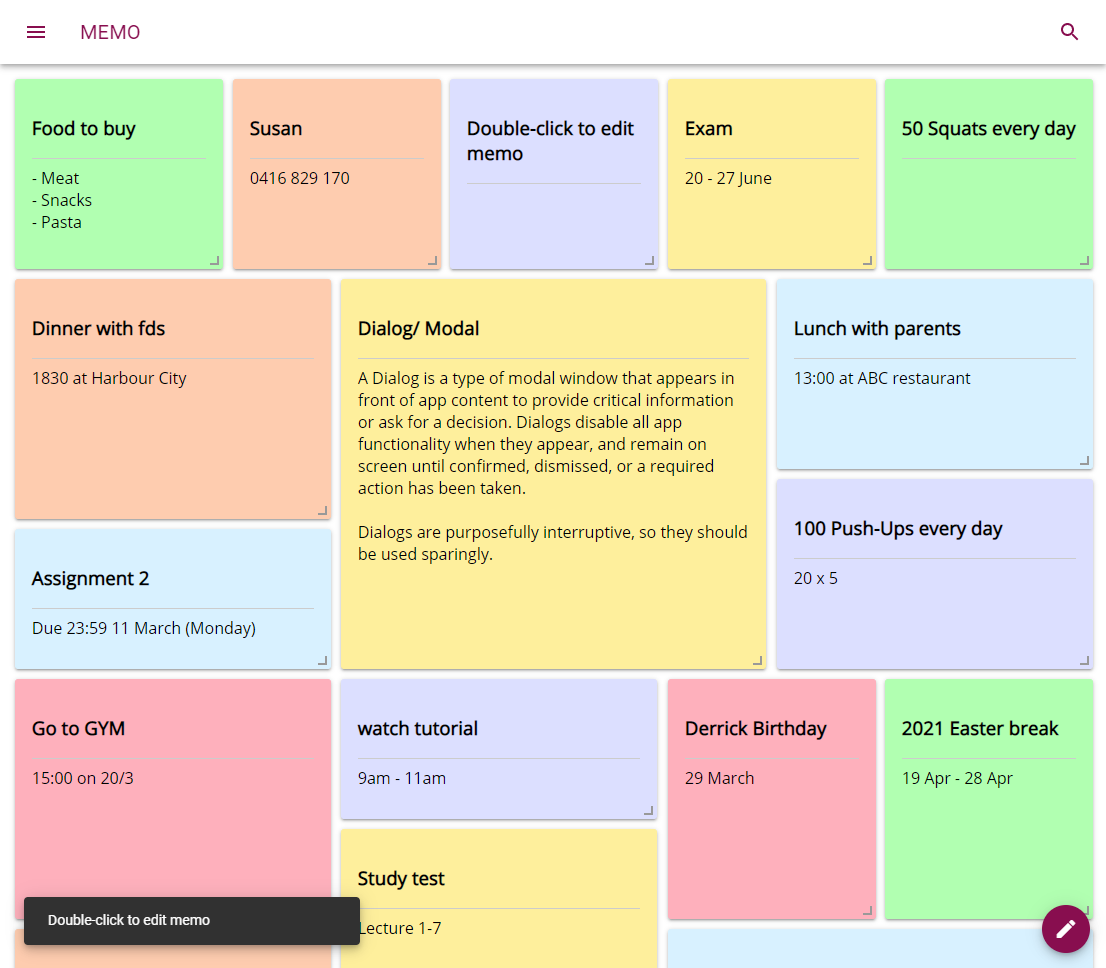 MEMO
Food to buy
- Meat
- Snacks
- Pasta
Susan
0416 829 170
Double-click to edit
memo
Exam
20 - 27 June
50 Squats every day
Dinner with fds
1830 at Harbour City
Dialog/ Modal
A Dialog is a type of modal window that appears in
front of app content to provide critical information
or ask for a decision. Dialogs disable all app
functionality when they appear, and remain on
screen until confirmed, dismissed, or a required
action has been taken.
Dialogs are purposefully interruptive, so they should
be used sparingly.
Lunch with parents
13:00 at ABC restaurant
100 Push-Ups every day
20 x 5
Assignment 2
Due 23:59 11 March (Monday)
Go to GYM
15:00 on 20/3
watch tutorial
9am - 11am
Derrick Birthday
29 March
2021 Easter break
19 Apr - 28 Apr
Study test
Lecture 1-7
Double-click to edit memo